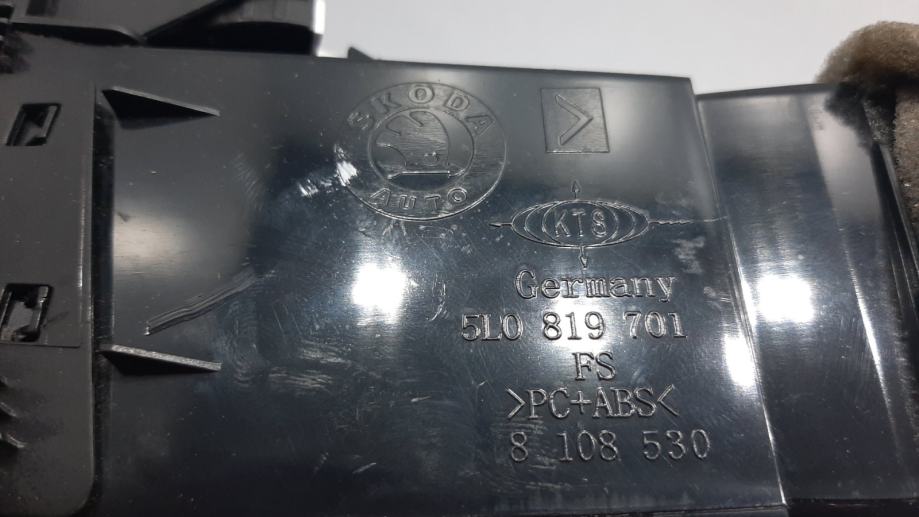 SKODA
AUTO
KTS
Germany
5L0 819 701
FS
>PC+ABS<
8 108 530